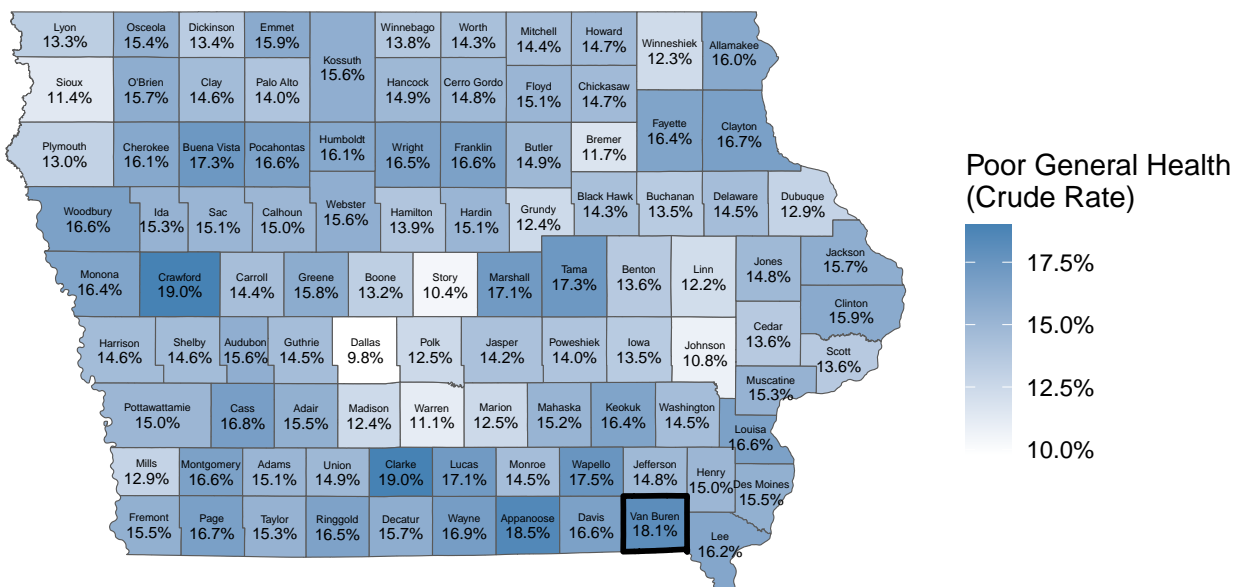 Lyon
13.3%
Osceola
15.4%
Dickinson
13.4%
Emmet
15.9%
Kossuth
15.6%
Winnebago
13.8%
Worth
14.3%
Mitchell
14.4%
Howard
14.7%
Winneshiek
12.3%
Allamakee
16.0%
Sioux
11.4%
O'Brien
15.7%
Clay
14.6%
Palo Alto
14.0%
Hancock
14.9%
Cerro Gordo
14.8%
Floyd
15.1%
Chickasaw
14.7%
Fayette
16.4%
Clayton
16.7%
Plymouth
13.0%
Cherokee
16.1%
Buena Vista
17.3%
Pocahontas
16.6%
Humboldt
16.1%
Wright
16.5%
Franklin
16.6%
Butler
14.9%
Bremer
11.7%
Woodbury
16.6%
Ida
15.3%
Sac
15.1%
Calhoun
15.0%
Webster
15.6%
Hamilton
13.9%
Hardin
15.1%
Grundy
12.4%
Black Hawk
14.3%
Buchanan
13.5%
Delaware
14.5%
Dubuque
12.9%
Monona
16.4%
Crawford
19.0%
Carroll
14.4%
Greene
15.8%
Boone
13.2%
Story
10.4%
Marshall
17.1%
Tama
17.3%
Benton
13.6%
Linn
12.2%
Jones
14.8%
Jackson
15.7%
Clinton
15.9%
Harrison
14.6%
Shelby
14.6%
Audubon
15.6%
Guthrie
14.5%
Dallas
9.8%
Polk
12.5%
Jasper
14.2%
Poweshiek
14.0%
Iowa
13.5%
Johnson
10.8%
Cedar
13.6%
Scott
13.6%
Muscatine
15.3%
Pottawattamie
15.0%
Cass
16.8%
Adair
15.5%
Madison
12.4%
Warren
11.1%
Marion
12.5%
Mahaska
15.2%
Keokuk
16.4%
Washington
14.5%
Louisa
16.6%
Mills
12.9%
Montgomery
16.6%
Adams
15.1%
Union
14.9%
Clarke
19.0%
Lucas
17.1%
Monroe
14.5%
Wapello
17.5%
Jefferson
14.8%
Henry
15.0%
Des Moines
15.5%
Fremont
15.5%
Page
16.7%
Taylor
15.3%
Ringgold
16.5%
Decatur
15.7%
Wayne
16.9%
Appanoose
18.5%
Davis
16.6%
Van Buren
18.1%
Lee
16.2%
Poor General Health
(Crude Rate)
17.5%
15.0%
12.5%
10.0%